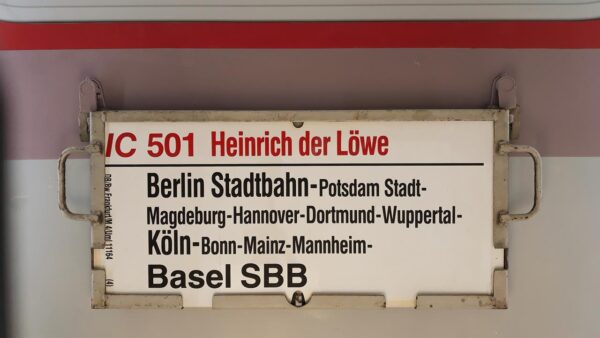 IC 501 Heinrich der Löwe
Berlin Stadtbahn-Potsdam Stadt-
Magdeburg-Hannover-Dortmund-Wuppertal-
Köln-Bonn-Mainz-Mannheim-
Basel SBB